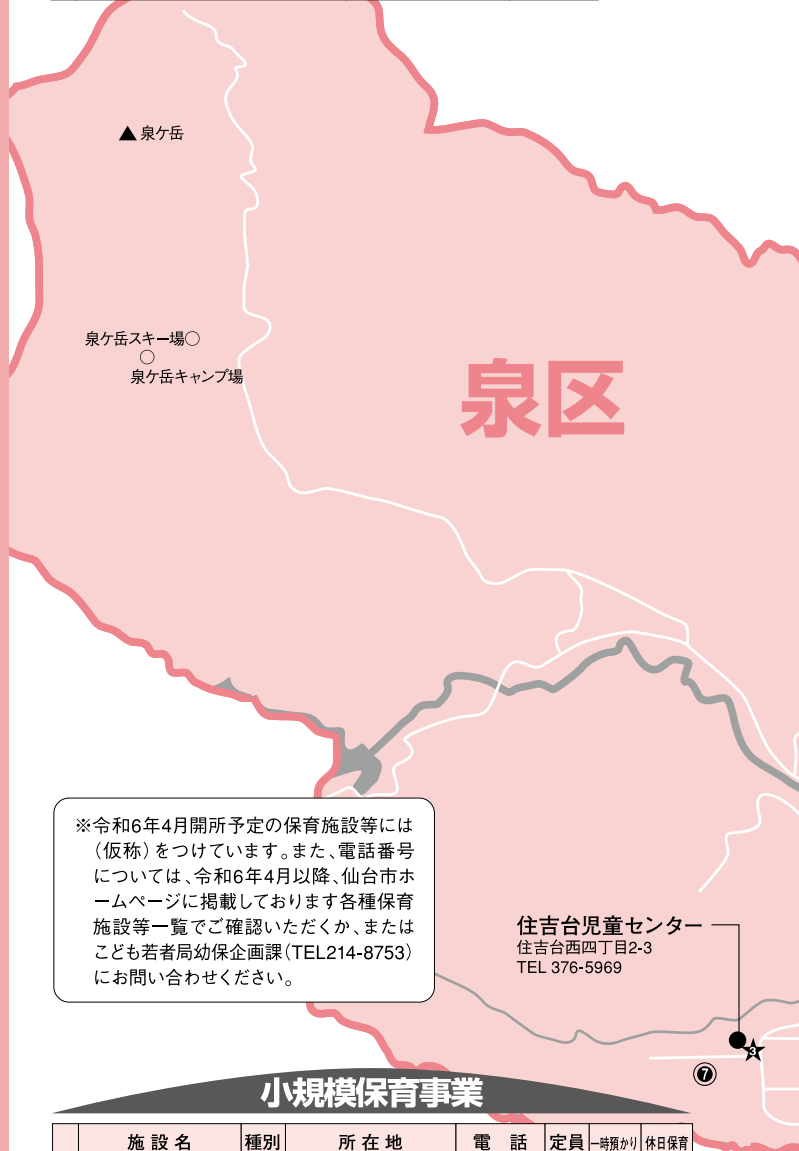 ▲ 泉ケ岳
泉ケ岳スキー場○
○
泉ケ岳キャンプ場
泉区
※令和6年4月開所予定の保育施設等には
（仮称）をつけています。また、電話番号
については、令和6年4月以降、仙台市ホ
ームページに掲載しております各種保育
施設等一覧でご確認いただくか、または
こども若者局幼保企画課（TEL214-8753）
にお問い合わせください。
住吉台児童センター
住吉台西四丁目2-3
TEL 376-5969
3
⑦
小規模保育事業
施設名 種別 所在地 電話 定員 一時預かり 休日保育